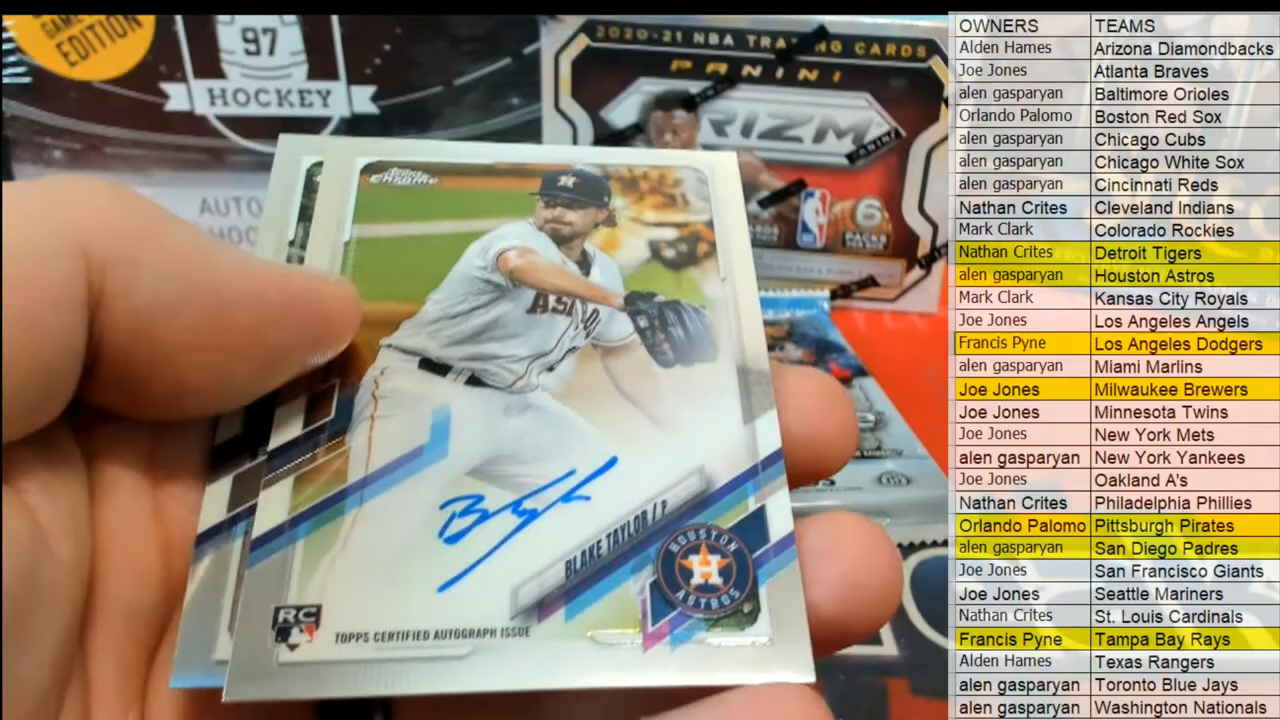 GAME
EDITION
97
HOCKEY
AUTO
2020-21 NBA TRADING CARDS
PANINI
PRIZM
NBA
6
PACKS
Topps
CHROME
ASTROS
BLAKE TAYLOR / P
HOUSTON
H
ASTROS
RC
TOPPS CERTIFIED AUTOGRAPH ISSUE
OWNERS TEAMS
Alden Hames Arizona Diamondbacks
Joe Jones Atlanta Braves
alen gasparyan Baltimore Orioles
Orlando Palomo Boston Red Sox
alen gasparyan Chicago Cubs
alen gasparyan Chicago White Sox
alen gasparyan Cincinnati Reds
Nathan Crites Cleveland Indians
Mark Clark Colorado Rockies
Nathan Crites Detroit Tigers
alen gasparyan Houston Astros
Mark Clark Kansas City Royals
Joe Jones Los Angeles Angels
Francis Pyne Los Angeles Dodgers
alen gasparyan Miami Marlins
Joe Jones Milwaukee Brewers
Joe Jones Minnesota Twins
Joe Jones New York Mets
alen gasparyan New York Yankees
Joe Jones Oakland A's
Nathan Crites Philadelphia Phillies
Orlando Palomo Pittsburgh Pirates
alen gasparyan San Diego Padres
Joe Jones San Francisco Giants
Joe Jones Seattle Mariners
Nathan Crites St. Louis Cardinals
Francis Pyne Tampa Bay Rays
Alden Hames Texas Rangers
alen gasparyan Toronto Blue Jays
alen gasparyan Washington Nationals